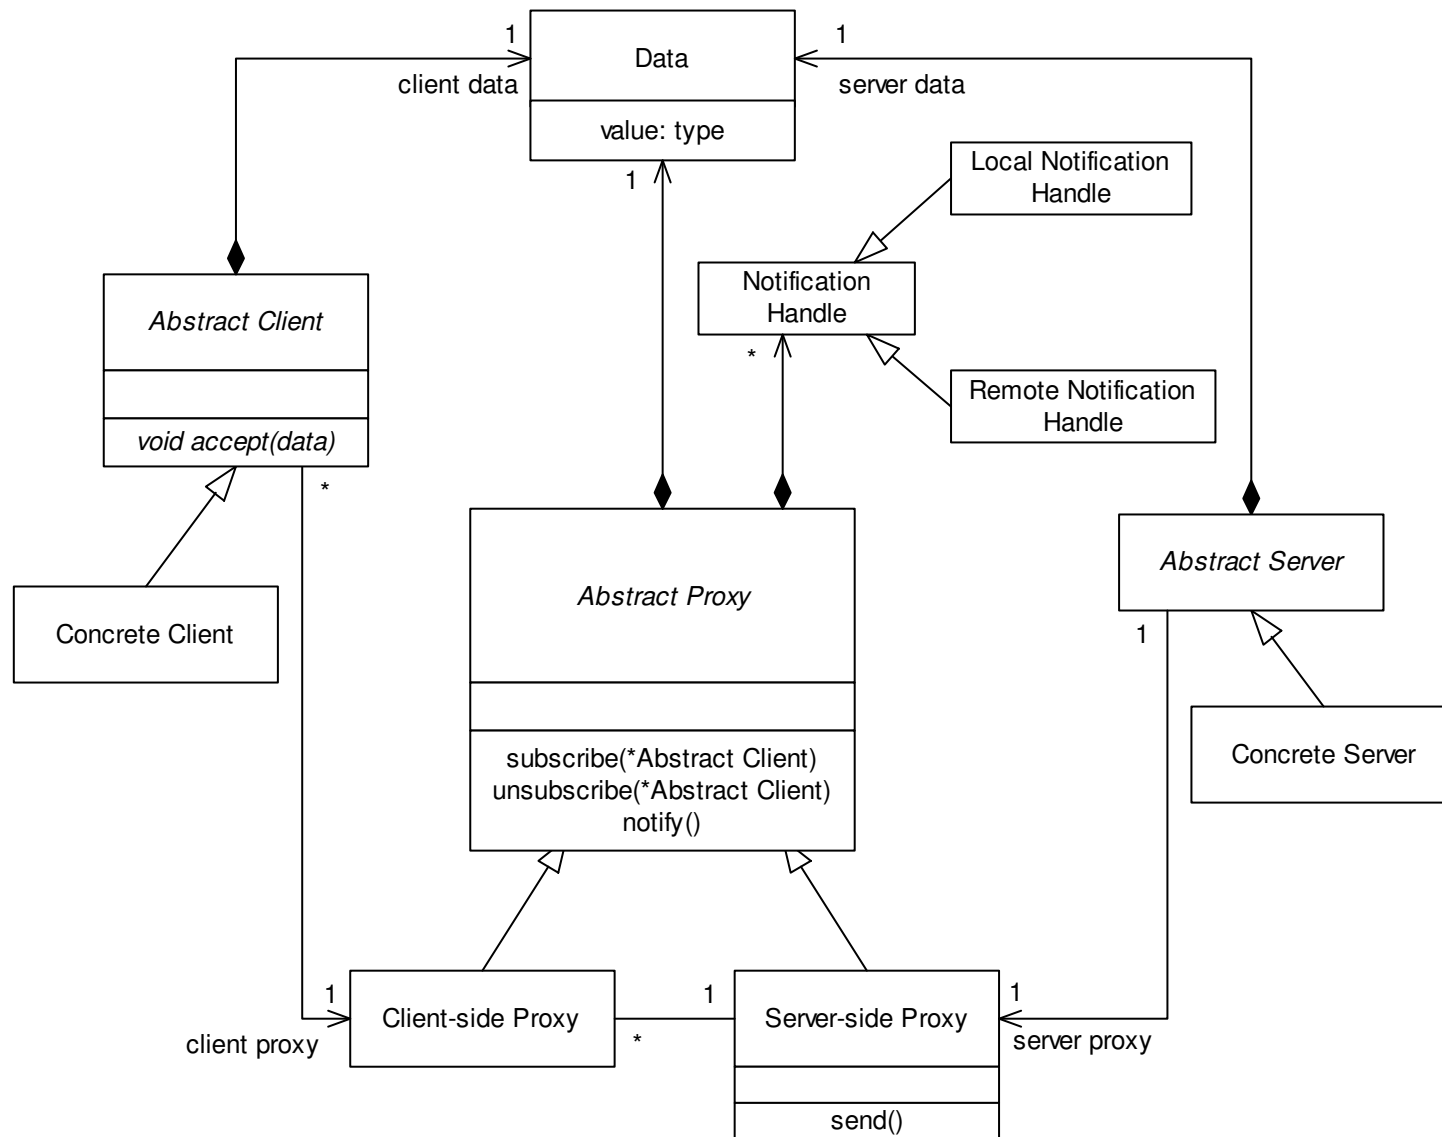 1
Data
1
client data
server data
value: type
1
Local Notification
Handle
Notification
Handle
*
Abstract Client
void accept(data)
*
Remote Notification
Handle
Abstract Proxy
Abstract Server
1
Concrete Client
Concrete Server
subscribe(*Abstract Client)
unsubscribe(*Abstract Client)
notify()
1
client proxy
Client-side Proxy
*
1
Server-side Proxy
1
server proxy
send()